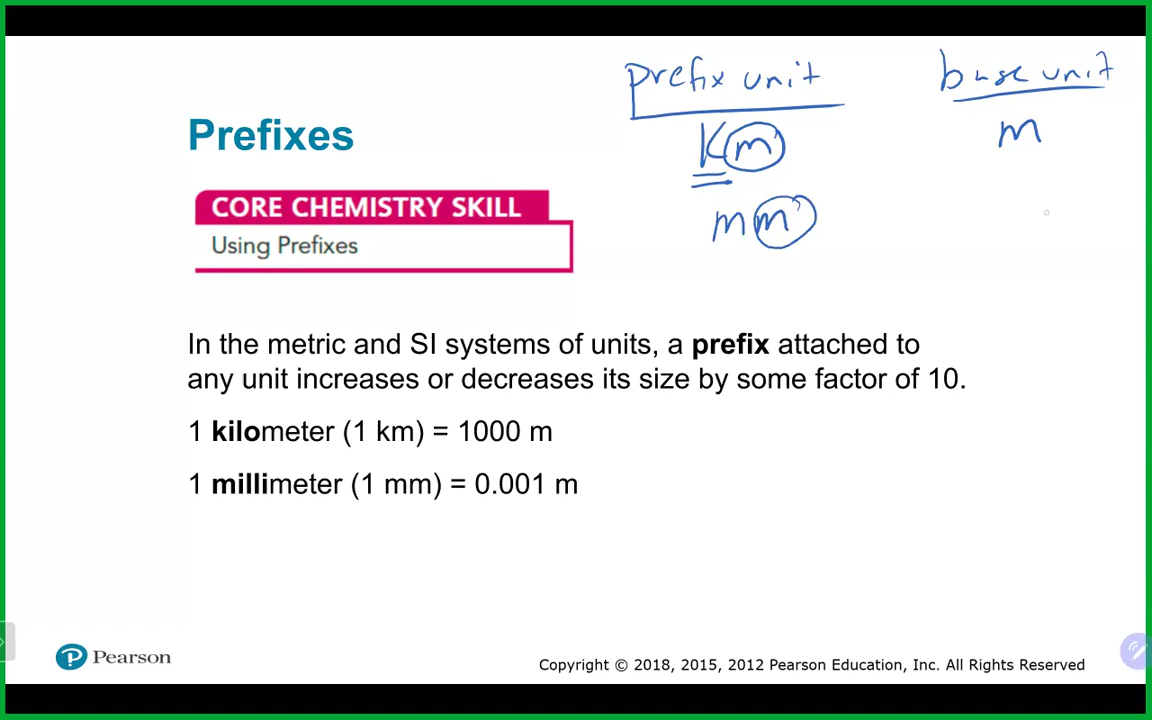 prefix unit
base unit
Km
m
mm
Prefixes
CORE CHEMISTRY SKILL
Using Prefixes
In the metric and SI systems of units, a prefix attached to
any unit increases or decreases its size by some factor of 10.
1 kilometer (1 km) = 1000 m
1 millimeter (1 mm) = 0.001 m
P Pearson
Copyright © 2018, 2015, 2012 Pearson Education, Inc. All Rights Reserved